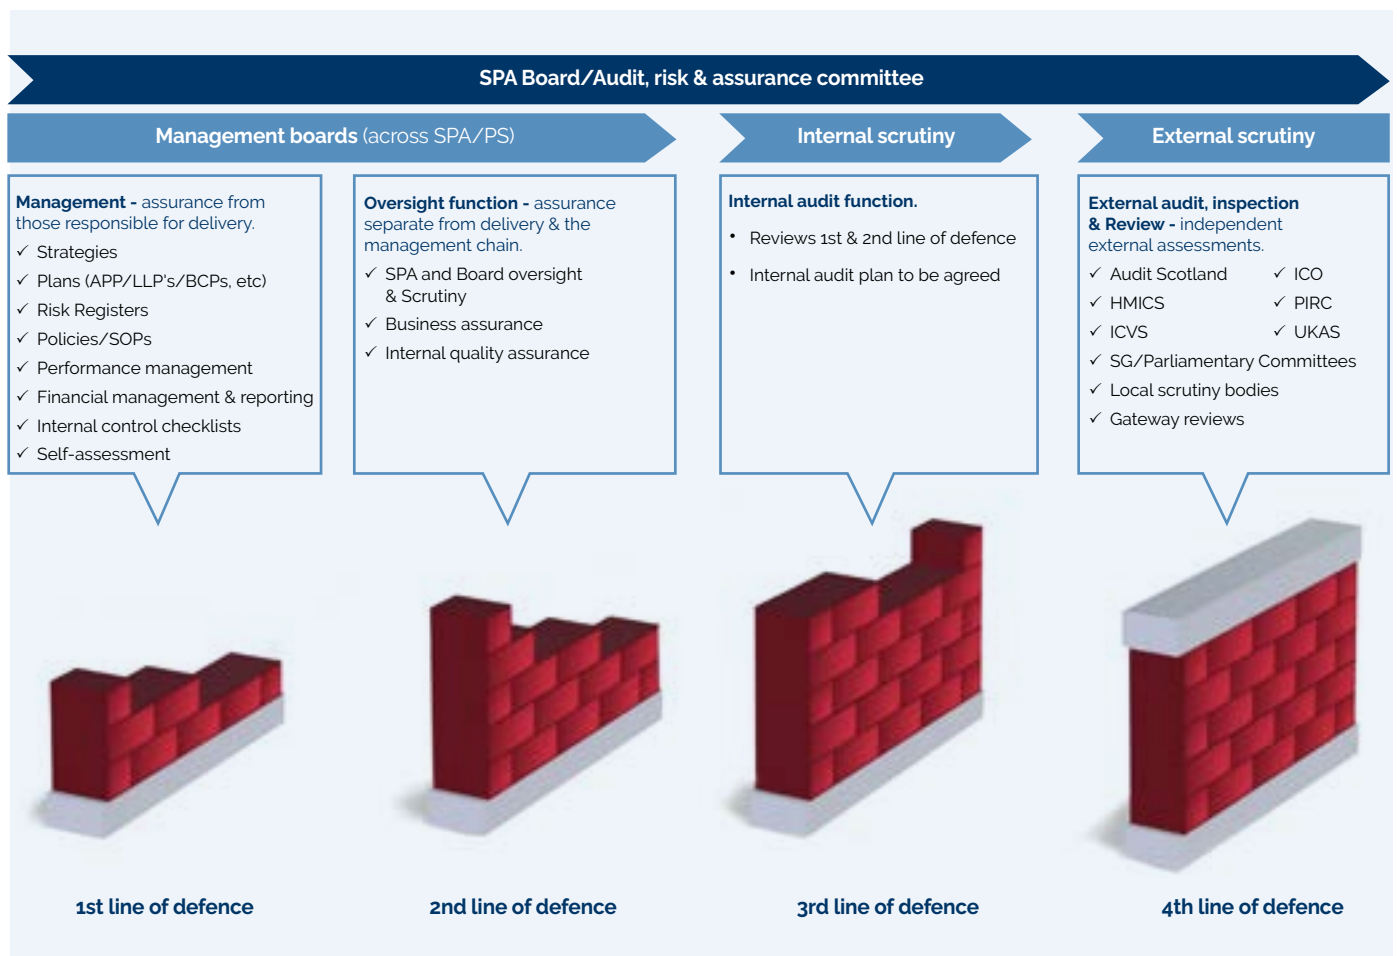 SPA Board/Audit, risk & assurance committee
Management boards (across SPA/PS)
Internal scrutiny
External scrutiny
Management - assurance from
those responsible for delivery.
✓ Strategies
✓ Plans (APP/LLP's/BCPs, etc)
✓ Risk Registers
✓ Policies/SOPs
✓ Performance management
✓ Financial management & reporting
✓ Internal control checklists
✓ Self-assessment
Oversight function - assurance
separate from delivery & the
management chain.
✓ SPA and Board oversight
& Scrutiny
✓ Business assurance
✓ Internal quality assurance
Internal audit function.
• Reviews 1st & 2nd line of defence
• Internal audit plan to be agreed
External audit, inspection
& Review - independent
external assessments.
✓ Audit Scotland ✓ ICO
✓ HMICS ✓ PIRC
✓ ICVS ✓ UKAS
✓ SG/Parliamentary Committees
✓ Local scrutiny bodies
✓ Gateway reviews
1st line of defence
2nd line of defence
3rd line of defence
4th line of defence